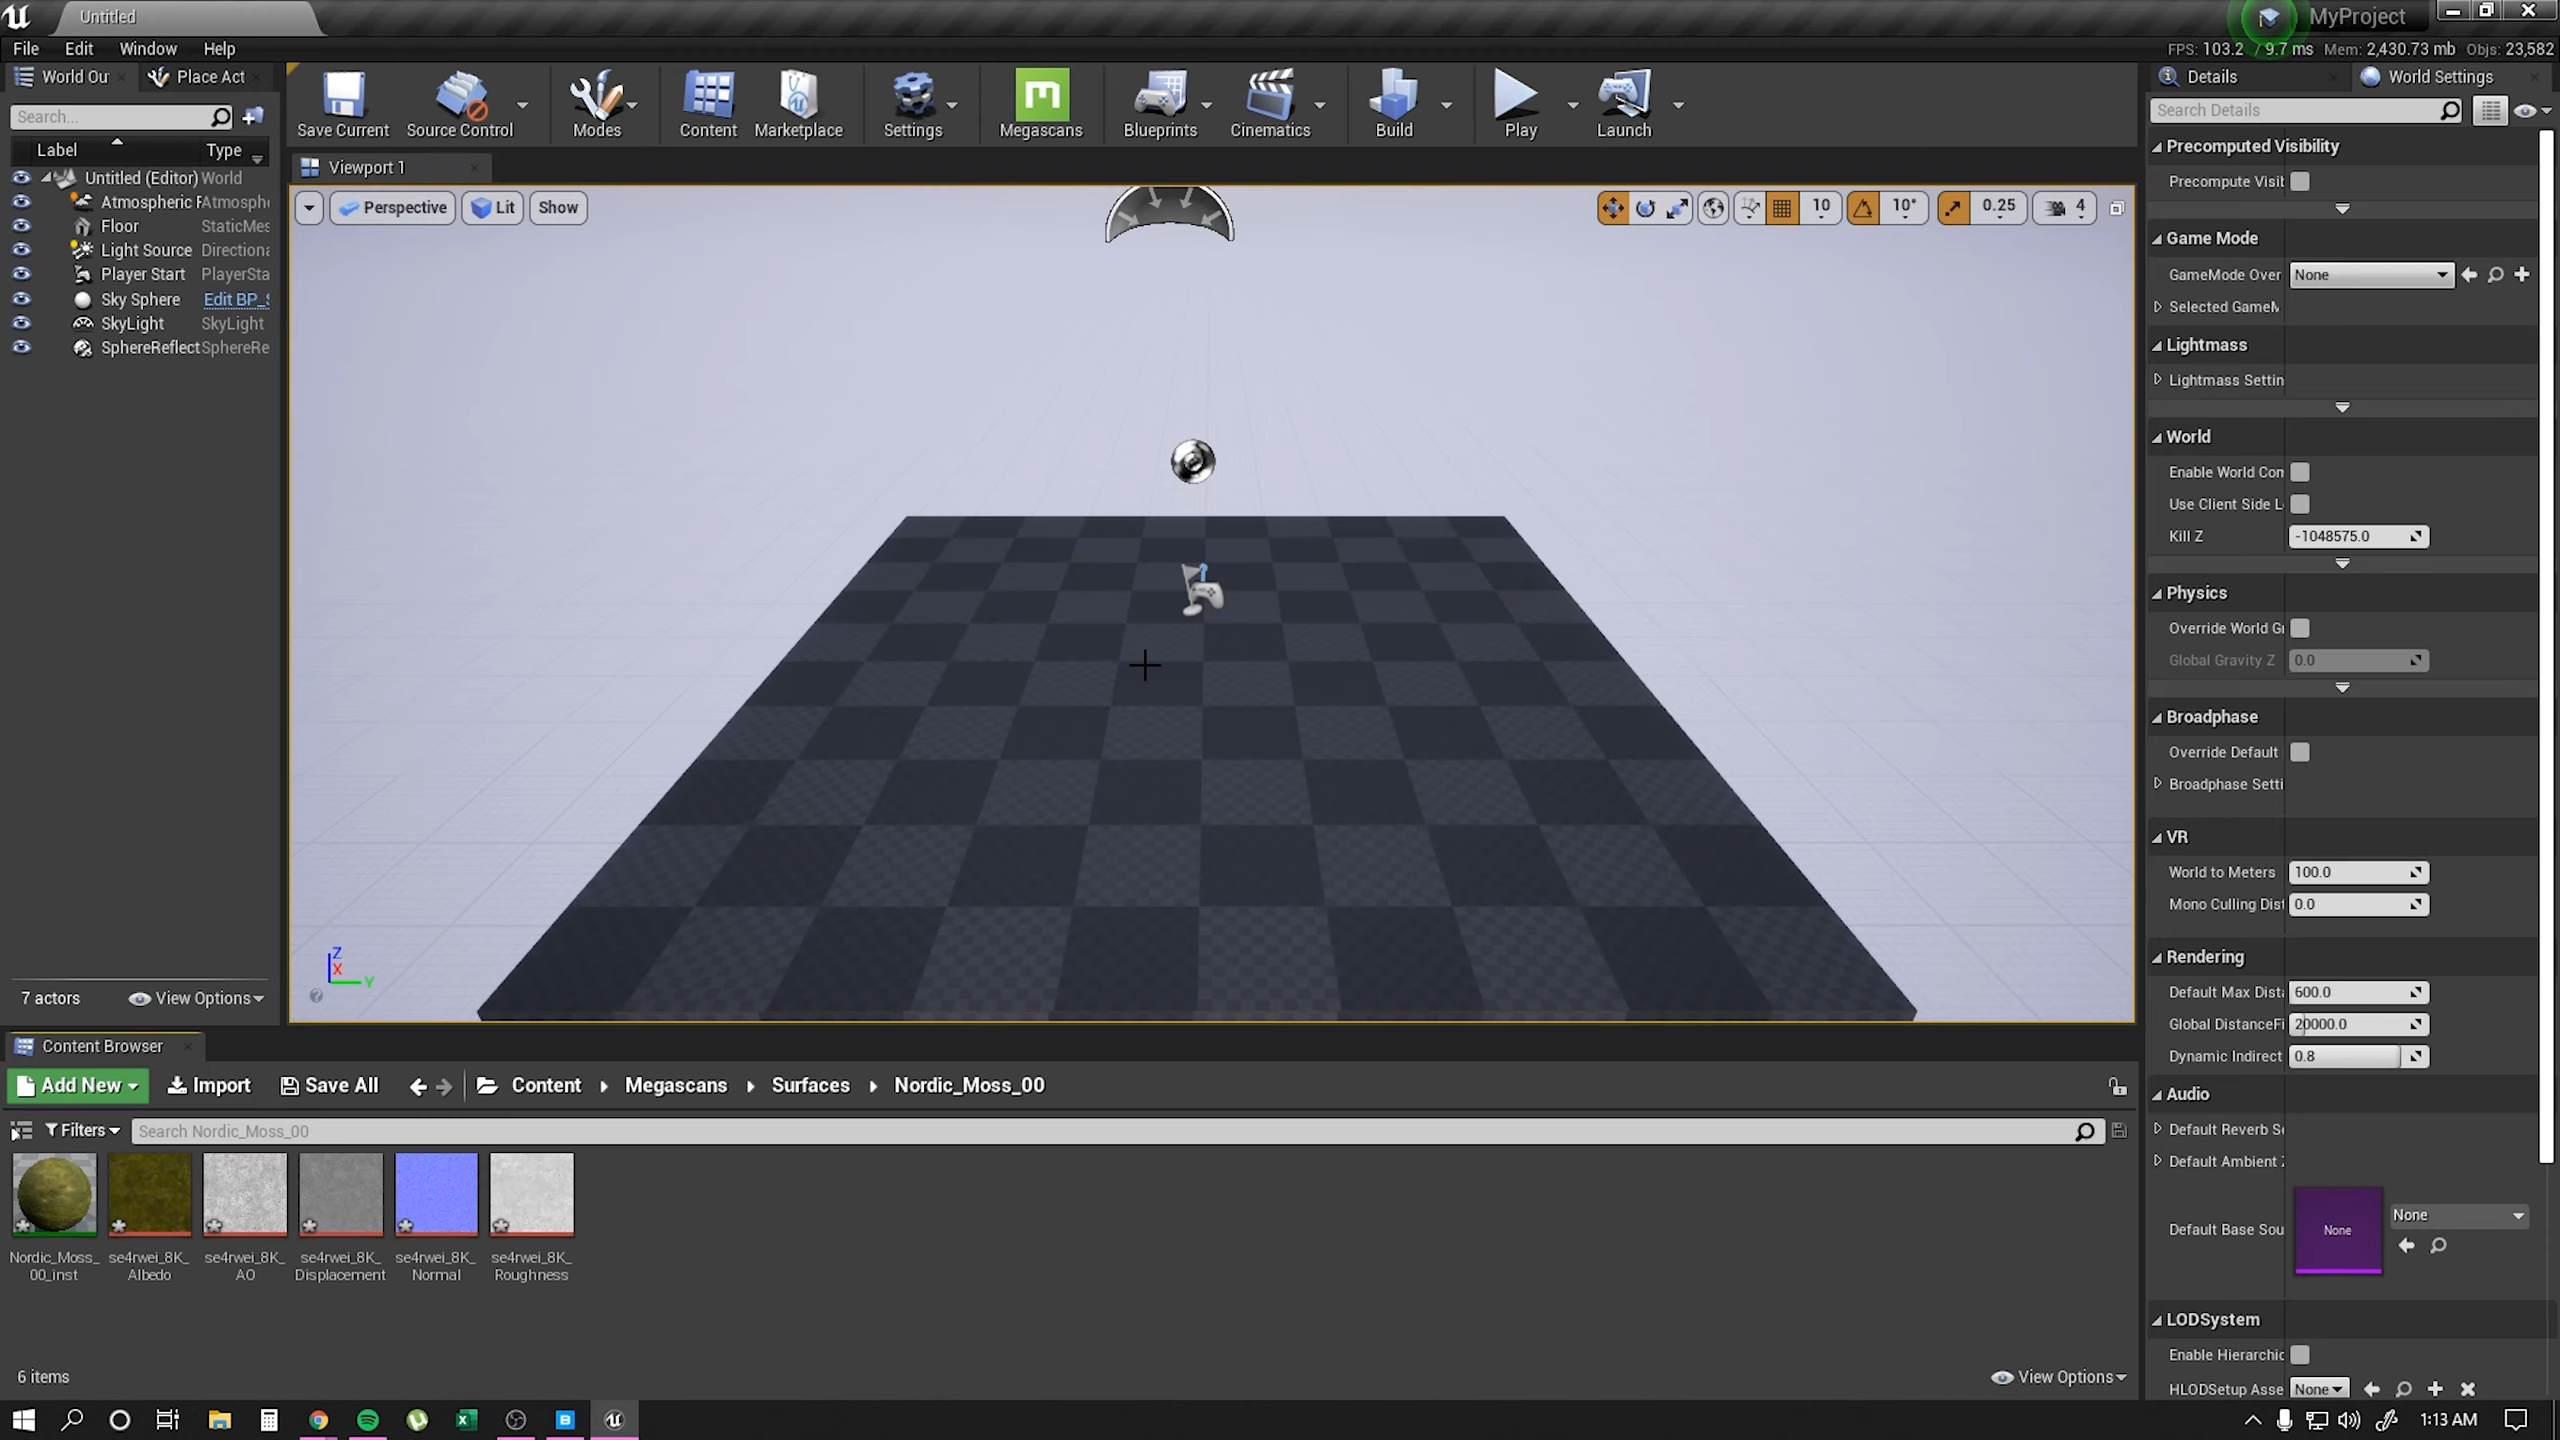 Untitled
MyProject
File Edit Window Help
FPS: 103.2 / 9.7 ms Mem: 2,430.73 mb Objs: 23,582
World Ou Place Act
Search...
Label Type
Untitled (Editor) World
Atmospheric F Atmosphe
Floor StaticMes
Light Source Directiona
Player Start PlayerSta
Sky Sphere Edit BP_S
SkyLight SkyLight
SphereReflect SphereRe
7 actors View Options
Save Current Source Control Modes Content Marketplace Settings Megascans Blueprints Cinematics Build Play Launch
Viewport 1
Perspective Lit Show
10 10° 0.25 4
Z
X
Y
Details World Settings
Search Details
Precomputed Visibility
Precompute Visit
Game Mode
GameMode Over None
Selected GameM
Lightmass
Lightmass Settin
World
Enable World Com
Use Client Side L
Kill Z -1048575.0
Physics
Override World Gr
Global Gravity Z 0.0
Broadphase
Override Default
Broadphase Setti
VR
World to Meters 100.0
Mono Culling Dist 0.0
Rendering
Default Max Dista 600.0
Global DistanceFi 20000.0
Dynamic Indirect 0.8
Audio
Default Reverb Se
Default Ambient Z
Default Base Sou None None
LODSystem
Enable Hierarchic
HLODSetup Asse None
Content Browser
Add New Import Save All Content Megascans Surfaces Nordic_Moss_00
Filters Search Nordic_Moss_00
Nordic_Moss_
00_inst
se4rwei_8K_
Albedo
se4rwei_8K_
AO
se4rwei_8K_
Displacement
se4rwei_8K_
Normal
se4rwei_8K_
Roughness
6 items View Options
1:13 AM